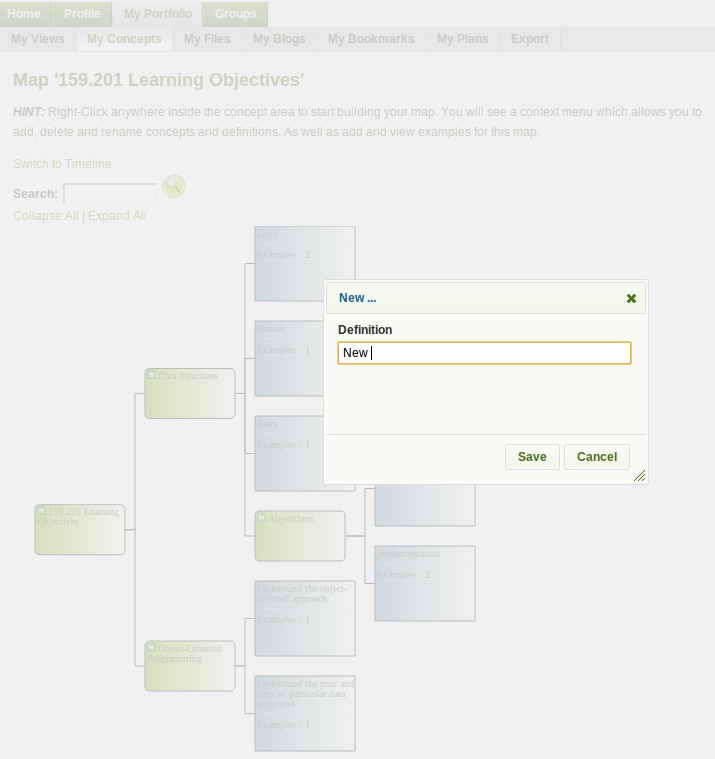 Home Profile My Portfolio Groups
My Views My Concepts My Files My Blogs My Bookmarks My Plans Export
Map '159.201 Learning Objectives'
HINT: Right-Click anywhere inside the concept area to start building your map. You will see a context menu which allows you to
add, delete and rename concepts and definitions. As well as add and view examples for this map.
Switch to Timeline
Search:
Collapse All | Expand All
Lists
Examples : 2
New ...
Definition
New
Save Cancel
Queues
Examples : 1
Data Structures
Trees
Examples : 1
159.201 Learning
Objectives
Algorithms
Implementation
Examples : 2
Understand the object-
oriented approach
Examples : 1
Object-Oriented
Programming
Understand the pros and
cons of particular data
structures
Examples : 1